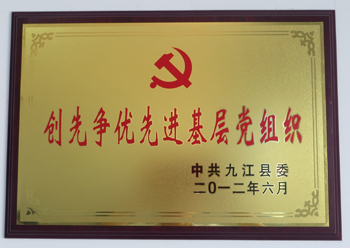 创先争优先进基层党组织
中共九江县委
二〇一二年六月